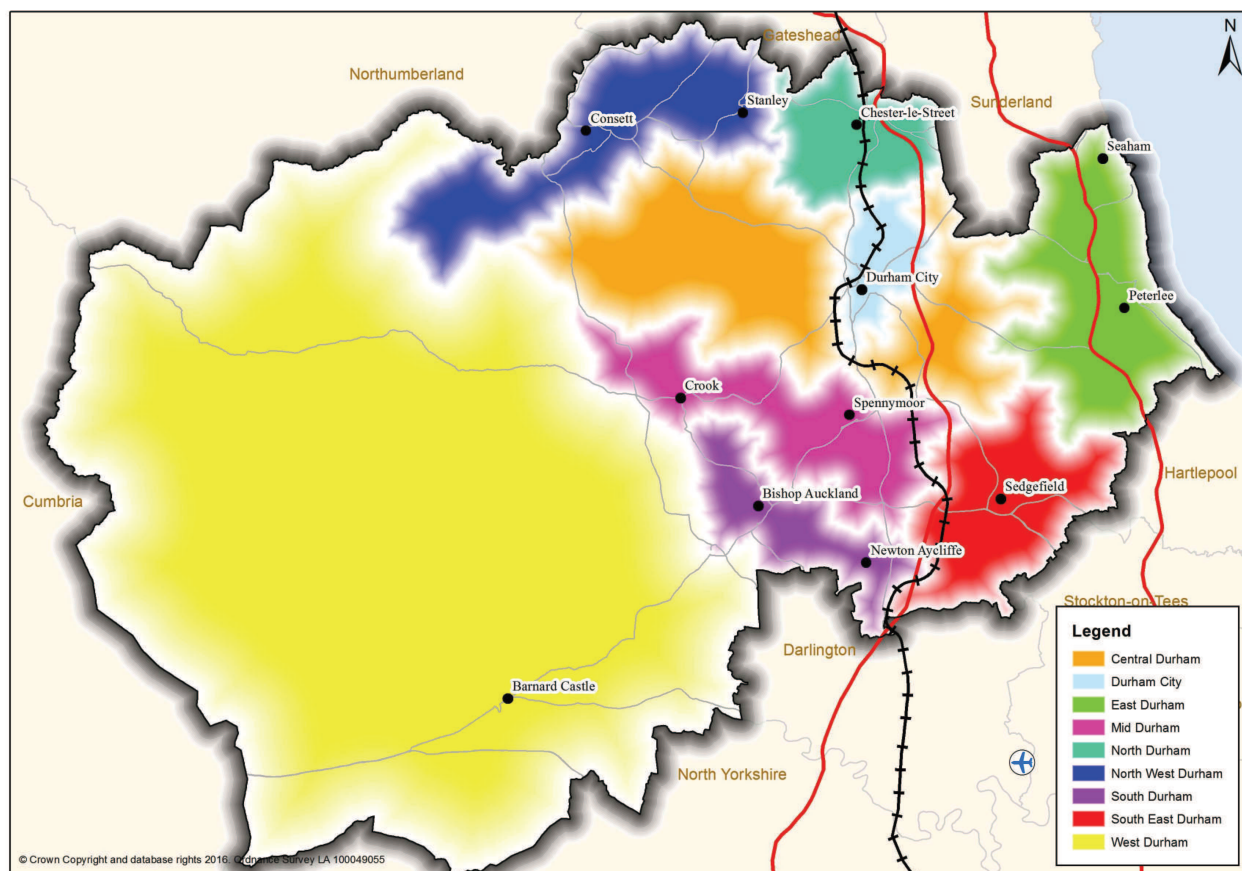 N
Gateshead
Northumberland
Sunderland
Stanley
Consett
Chester-le-Street
Seaham
Durham City
Peterlee
Crook
Spennymoor
Hartlepool
Cumbria
Sedgefield
Bishop Auckland
Newton Aycliffe
Stockton-on-Tees
Darlington
Barnard Castle
North Yorkshire
Legend
Central Durham
Durham City
East Durham
Mid Durham
North Durham
North West Durham
South Durham
South East Durham
West Durham
© Crown Copyright and database rights 2016. Ordnance Survey LA 100049055